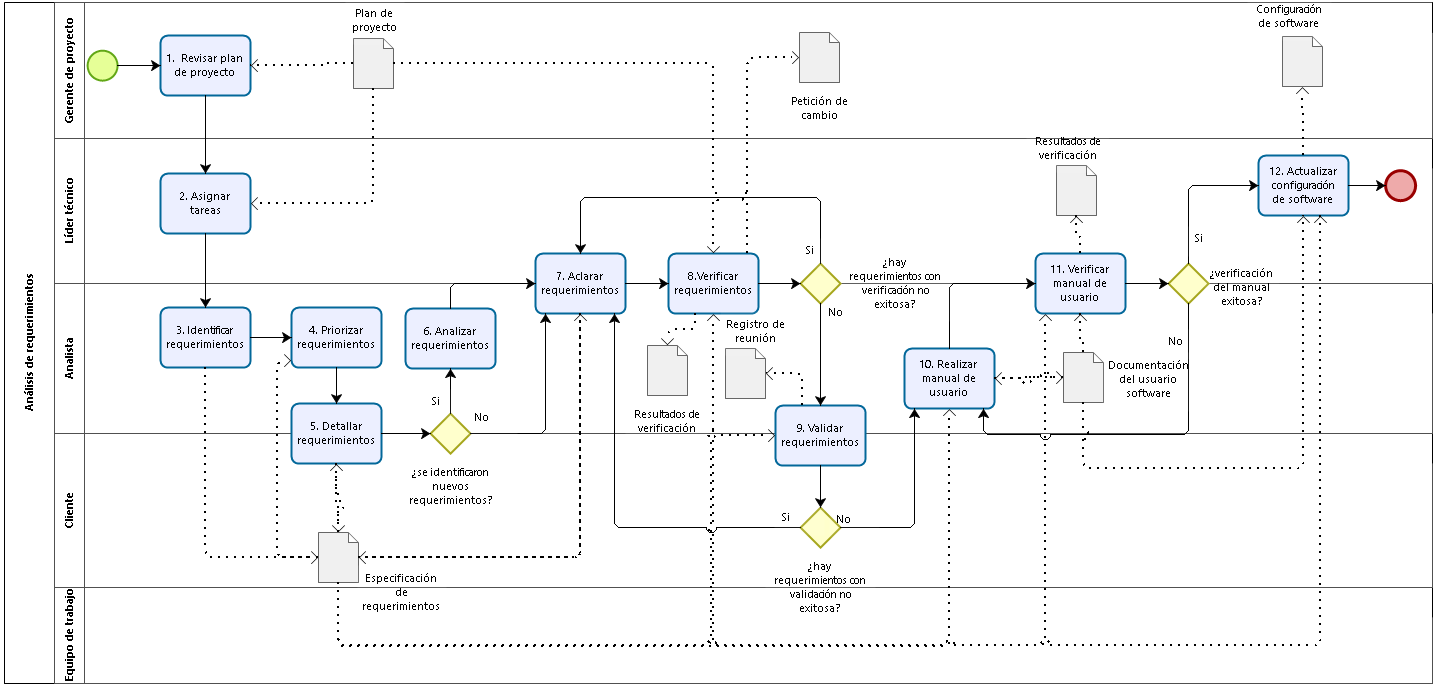 Análisis de requerimientos
Gerente de proyecto
1. Revisar plan
de proyecto
Plan de
proyecto
Petición de
cambio
Configuración
de software
Líder técnico
2. Asignar
tareas
Resultados de
verificación
12. Actualizar
configuración
de software
7. Aclarar
requerimientos
8.Verificar
requerimientos
Si
¿hay
requerimientos con
verificación no
exitosa?
No
11. Verificar
manual de
usuario
Si
¿verificación
del manual
exitosa?
No
Analista
3. Identificar
requerimientos
4. Priorizar
requerimientos
6. Analizar
requerimientos
Registro de
reunión
Resultados de
verificación
10. Realizar
manual de
usuario
Documentación
del usuario
software
5. Detallar
requerimientos
Si
No
¿se identificaron
nuevos
requerimientos?
9. Validar
requerimientos
Cliente
Si
No
¿hay
requerimientos con
validación no
exitosa?
Especificación
de
requerimientos
Equipo de trabajo